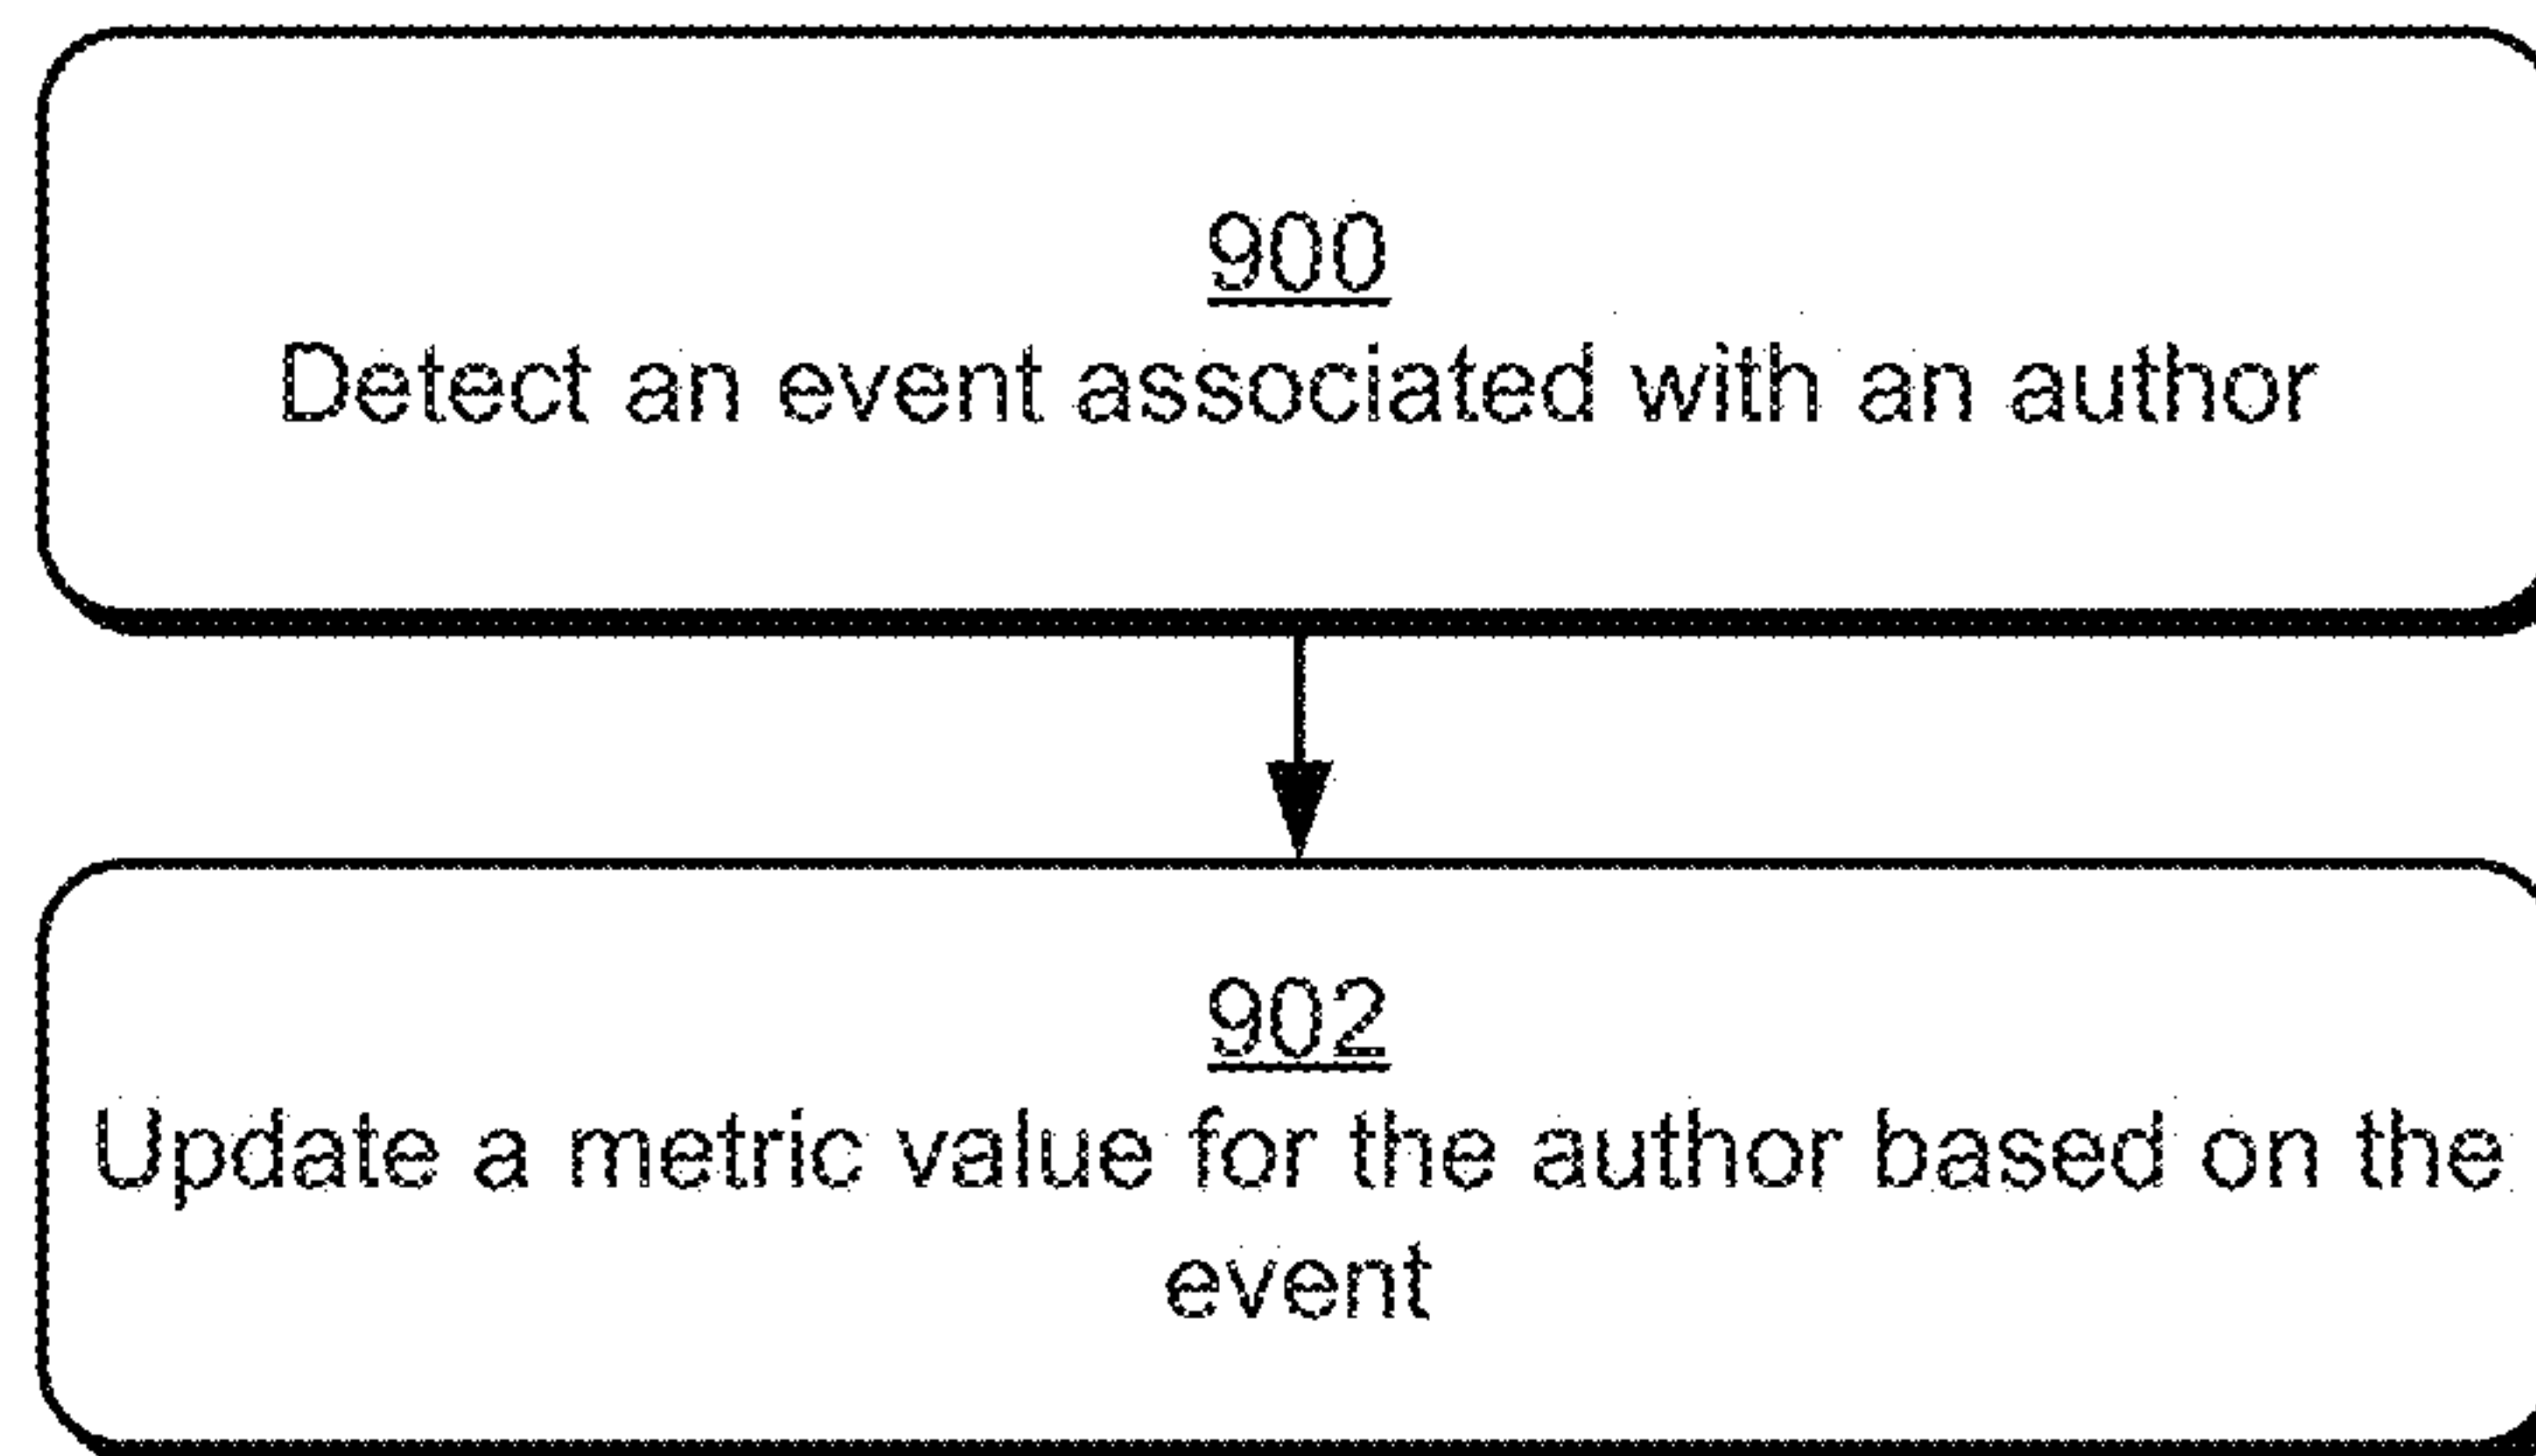 900
Detect an event associated with an author
902
Update a metric value for the author based on the
event